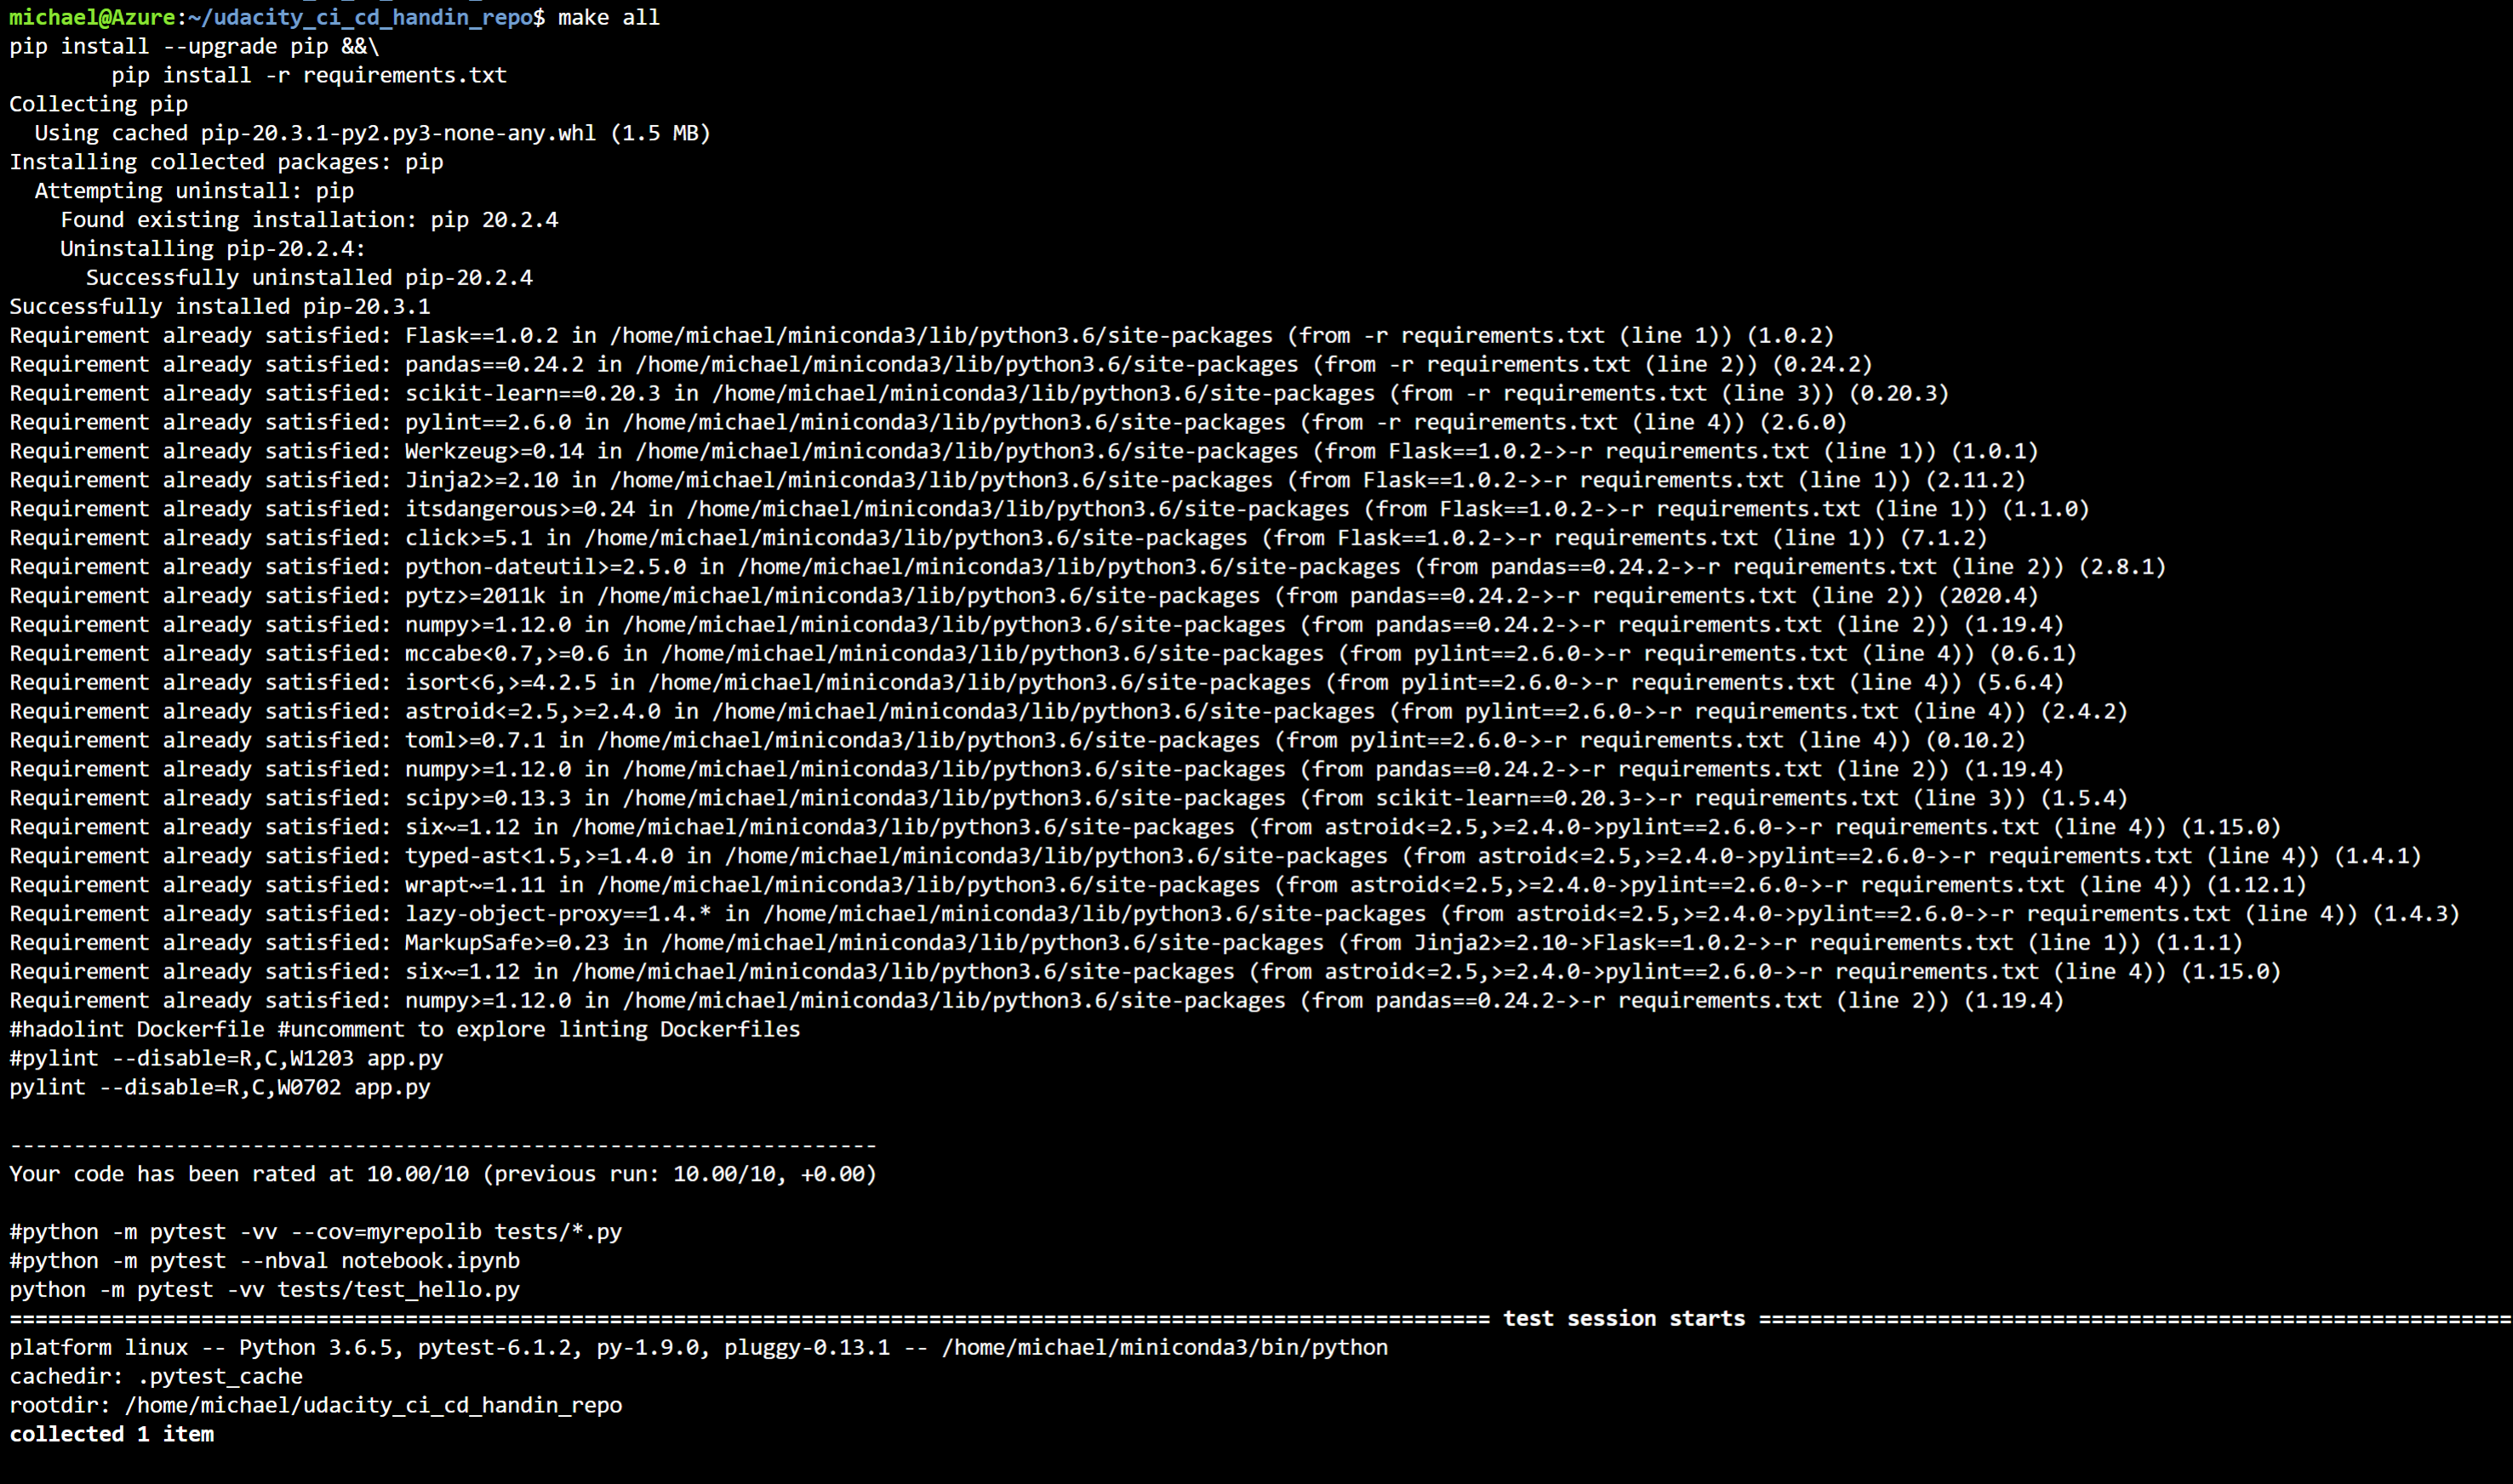 michael@Azure:~/udacity_ci_cd_handin_repo$ make all
pip install --upgrade pip &&\
        pip install -r requirements.txt
Collecting pip
  Using cached pip-20.3.1-py2.py3-none-any.whl (1.5 MB)
Installing collected packages: pip
  Attempting uninstall: pip
    Found existing installation: pip 20.2.4
    Uninstalling pip-20.2.4:
      Successfully uninstalled pip-20.2.4
Successfully installed pip-20.3.1
Requirement already satisfied: Flask==1.0.2 in /home/michael/miniconda3/lib/python3.6/site-packages (from -r requirements.txt (line 1)) (1.0.2)
Requirement already satisfied: pandas==0.24.2 in /home/michael/miniconda3/lib/python3.6/site-packages (from -r requirements.txt (line 2)) (0.24.2)
Requirement already satisfied: scikit-learn==0.20.3 in /home/michael/miniconda3/lib/python3.6/site-packages (from -r requirements.txt (line 3)) (0.20.3)
Requirement already satisfied: pylint==2.6.0 in /home/michael/miniconda3/lib/python3.6/site-packages (from -r requirements.txt (line 4)) (2.6.0)
Requirement already satisfied: Werkzeug>=0.14 in /home/michael/miniconda3/lib/python3.6/site-packages (from Flask==1.0.2->-r requirements.txt (line 1)) (1.0.1)
Requirement already satisfied: Jinja2>=2.10 in /home/michael/miniconda3/lib/python3.6/site-packages (from Flask==1.0.2->-r requirements.txt (line 1)) (2.11.2)
Requirement already satisfied: itsdangerous>=0.24 in /home/michael/miniconda3/lib/python3.6/site-packages (from Flask==1.0.2->-r requirements.txt (line 1)) (1.1.0)
Requirement already satisfied: click>=5.1 in /home/michael/miniconda3/lib/python3.6/site-packages (from Flask==1.0.2->-r requirements.txt (line 1)) (7.1.2)
Requirement already satisfied: python-dateutil>=2.5.0 in /home/michael/miniconda3/lib/python3.6/site-packages (from pandas==0.24.2->-r requirements.txt (line 2)) (2.8.1)
Requirement already satisfied: pytz>=2011k in /home/michael/miniconda3/lib/python3.6/site-packages (from pandas==0.24.2->-r requirements.txt (line 2)) (2020.4)
Requirement already satisfied: numpy>=1.12.0 in /home/michael/miniconda3/lib/python3.6/site-packages (from pandas==0.24.2->-r requirements.txt (line 2)) (1.19.4)
Requirement already satisfied: mccabe<0.7,>=0.6 in /home/michael/miniconda3/lib/python3.6/site-packages (from pylint==2.6.0->-r requirements.txt (line 4)) (0.6.1)
Requirement already satisfied: isort<6,>=4.2.5 in /home/michael/miniconda3/lib/python3.6/site-packages (from pylint==2.6.0->-r requirements.txt (line 4)) (5.6.4)
Requirement already satisfied: astroid<=2.5,>=2.4.0 in /home/michael/miniconda3/lib/python3.6/site-packages (from pylint==2.6.0->-r requirements.txt (line 4)) (2.4.2)
Requirement already satisfied: toml>=0.7.1 in /home/michael/miniconda3/lib/python3.6/site-packages (from pylint==2.6.0->-r requirements.txt (line 4)) (0.10.2)
Requirement already satisfied: numpy>=1.12.0 in /home/michael/miniconda3/lib/python3.6/site-packages (from pandas==0.24.2->-r requirements.txt (line 2)) (1.19.4)
Requirement already satisfied: scipy>=0.13.3 in /home/michael/miniconda3/lib/python3.6/site-packages (from scikit-learn==0.20.3->-r requirements.txt (line 3)) (1.5.4)
Requirement already satisfied: six~=1.12 in /home/michael/miniconda3/lib/python3.6/site-packages (from astroid<=2.5,>=2.4.0->pylint==2.6.0->-r requirements.txt (line 4)) (1.15.0)
Requirement already satisfied: typed-ast<1.5,>=1.4.0 in /home/michael/miniconda3/lib/python3.6/site-packages (from astroid<=2.5,>=2.4.0->pylint==2.6.0->-r requirements.txt (line 4)) (1.4.1)
Requirement already satisfied: wrapt~=1.11 in /home/michael/miniconda3/lib/python3.6/site-packages (from astroid<=2.5,>=2.4.0->pylint==2.6.0->-r requirements.txt (line 4)) (1.12.1)
Requirement already satisfied: lazy-object-proxy==1.4.* in /home/michael/miniconda3/lib/python3.6/site-packages (from astroid<=2.5,>=2.4.0->pylint==2.6.0->-r requirements.txt (line 4)) (1.4.3)
Requirement already satisfied: MarkupSafe>=0.23 in /home/michael/miniconda3/lib/python3.6/site-packages (from Jinja2>=2.10->Flask==1.0.2->-r requirements.txt (line 1)) (1.1.1)
Requirement already satisfied: six~=1.12 in /home/michael/miniconda3/lib/python3.6/site-packages (from astroid<=2.5,>=2.4.0->pylint==2.6.0->-r requirements.txt (line 4)) (1.15.0)
Requirement already satisfied: numpy>=1.12.0 in /home/michael/miniconda3/lib/python3.6/site-packages (from pandas==0.24.2->-r requirements.txt (line 2)) (1.19.4)
#hadolint Dockerfile #uncomment to explore linting Dockerfiles
#pylint --disable=R,C,W1203 app.py
pylint --disable=R,C,W0702 app.py

--------------------------------------------------------------------
Your code has been rated at 10.00/10 (previous run: 10.00/10, +0.00)

#python -m pytest -vv --cov=myrepolib tests/*.py
#python -m pytest --nbval notebook.ipynb
python -m pytest -vv tests/test_hello.py
==================================================================================================================== test session starts ===========================================================
platform linux -- Python 3.6.5, pytest-6.1.2, py-1.9.0, pluggy-0.13.1 -- /home/michael/miniconda3/bin/python
cachedir: .pytest_cache
rootdir: /home/michael/udacity_ci_cd_handin_repo
collected 1 item